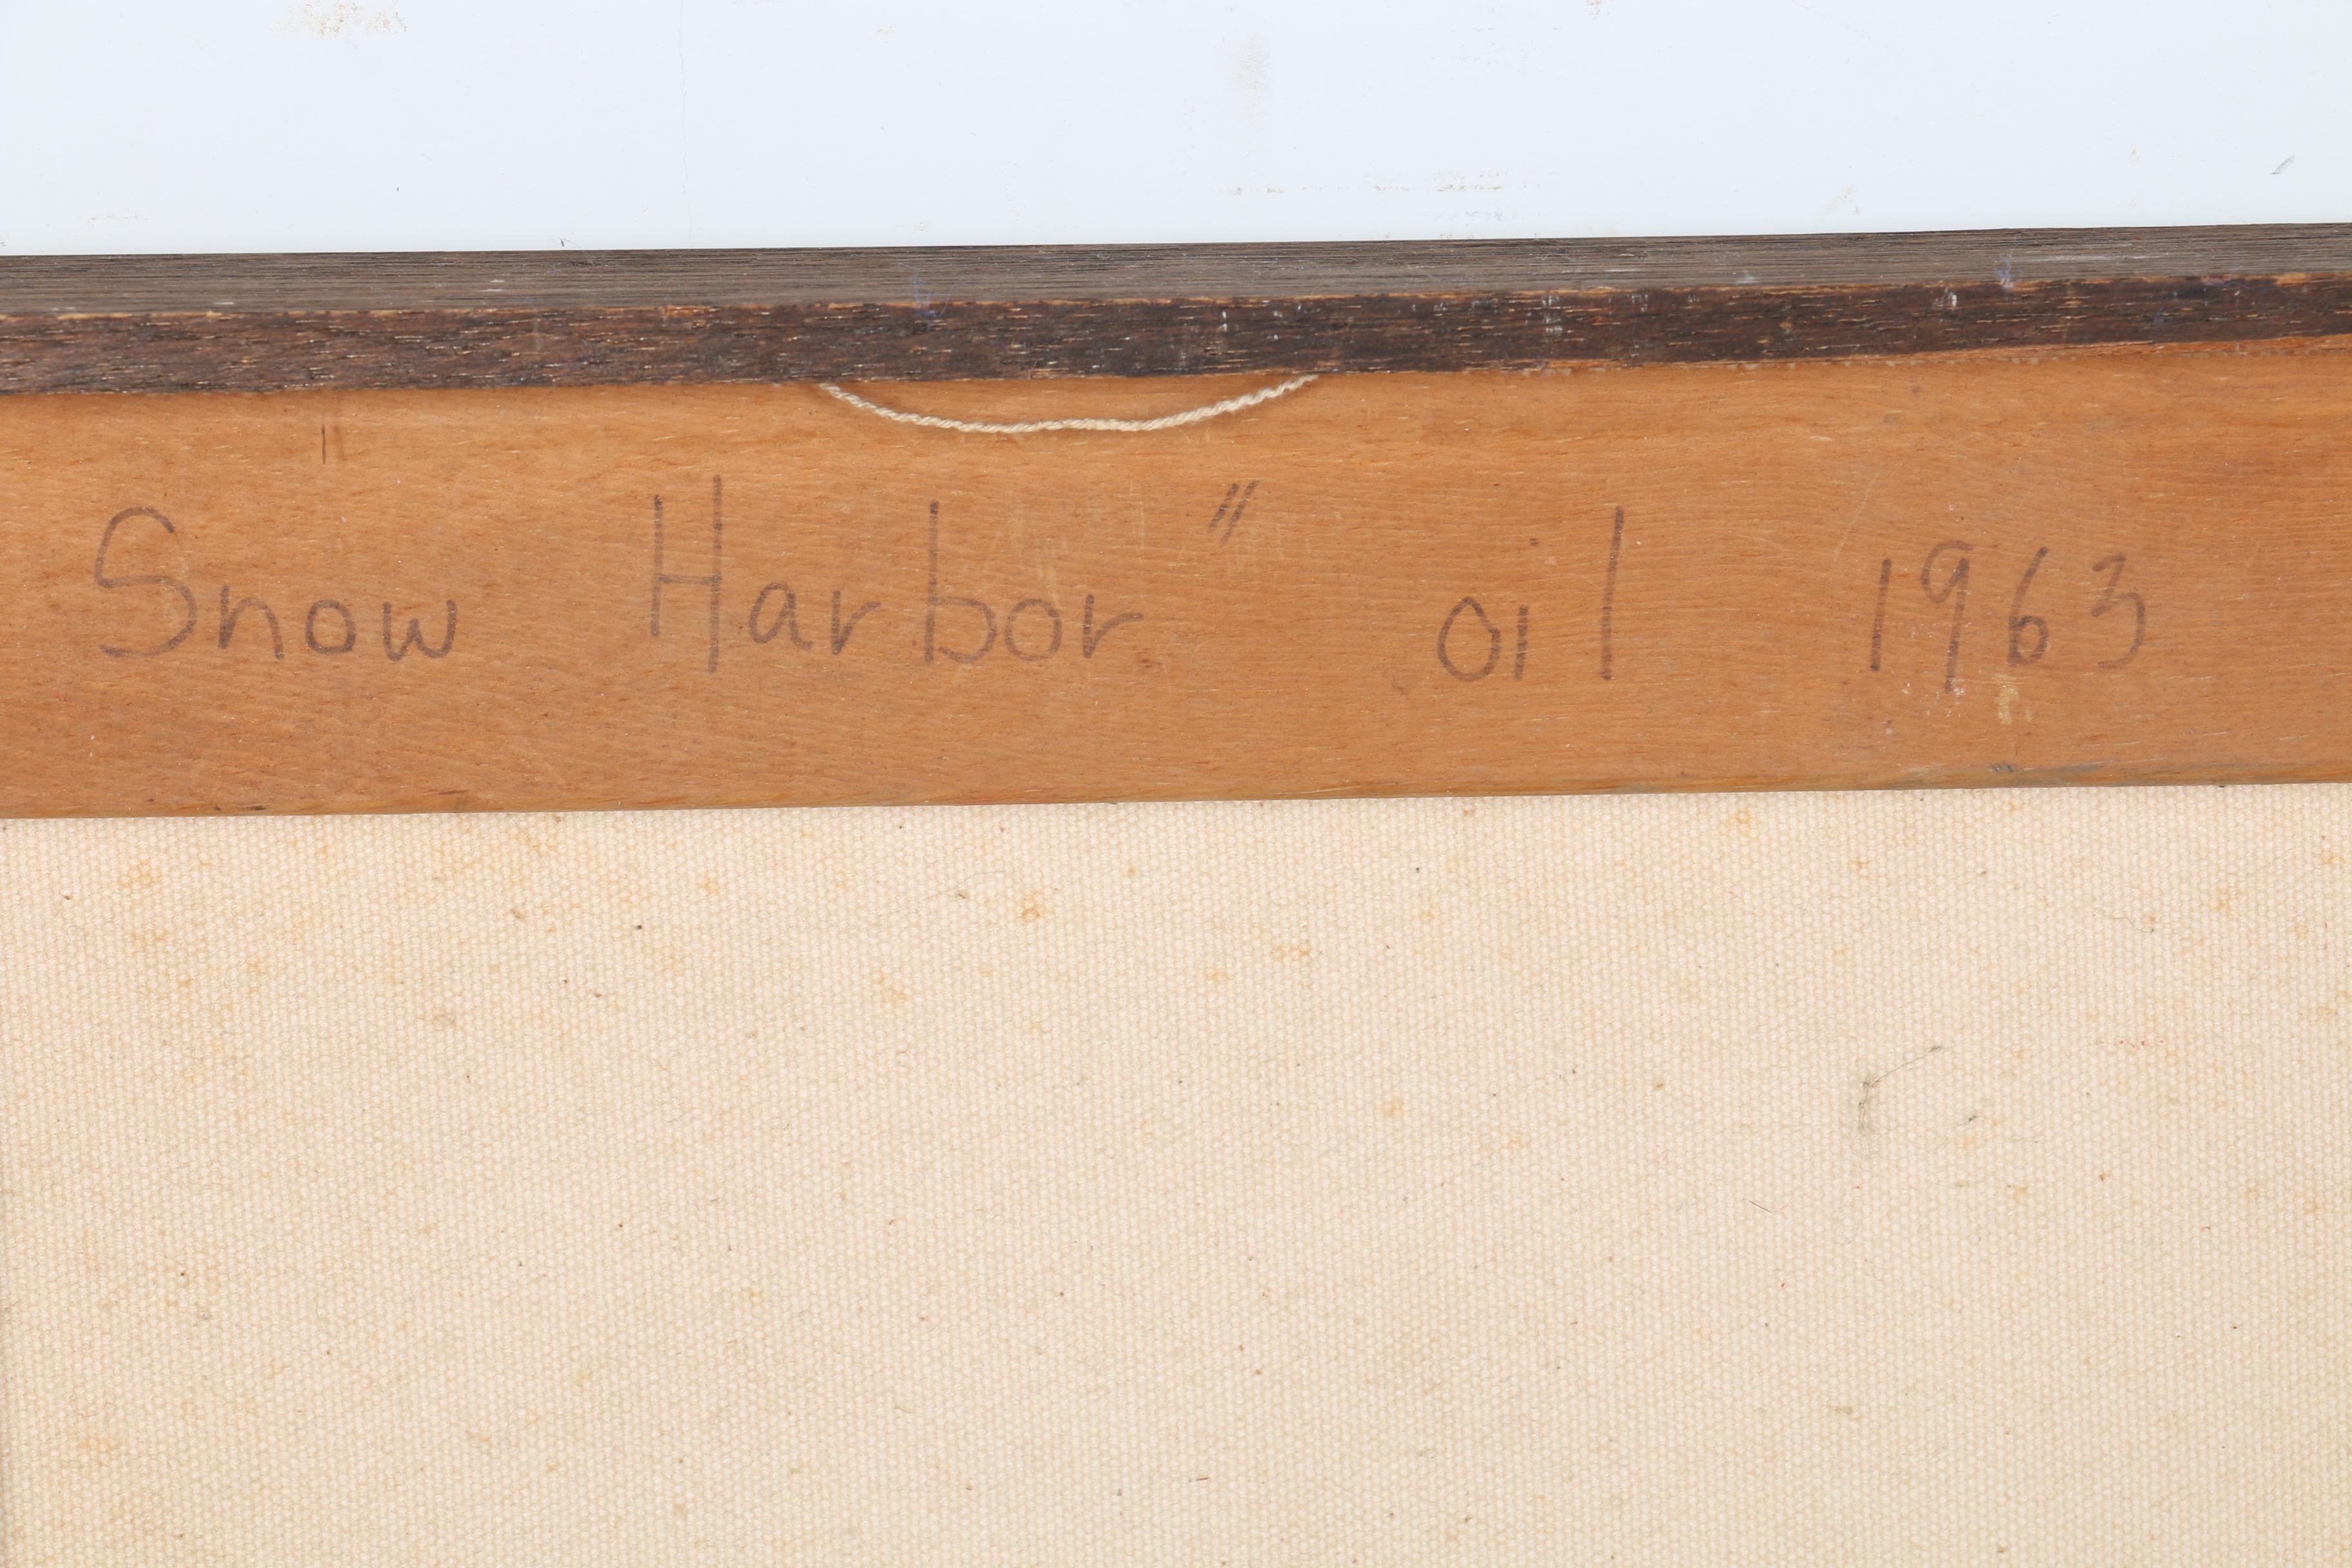 Snow Harbor" oil 1963